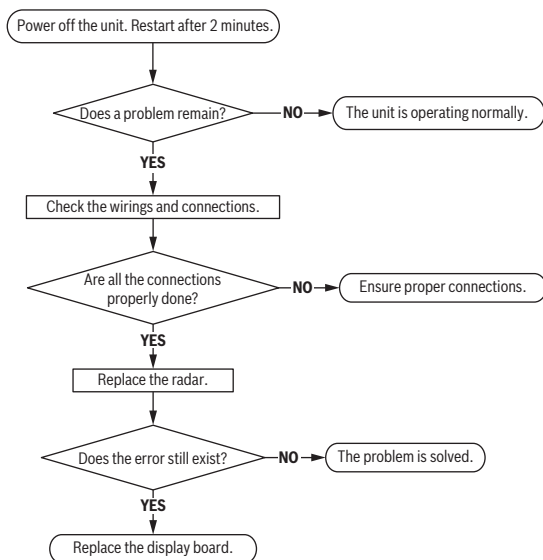 Power off the unit. Restart after 2 minutes.
Does a problem remain?
NO
The unit is operating normally.
YES
Check the wirings and connections.
Are all the connections
properly done?
NO
Ensure proper connections.
YES
Replace the radar.
Does the error still exist?
NO
The problem is solved.
YES
Replace the display board.